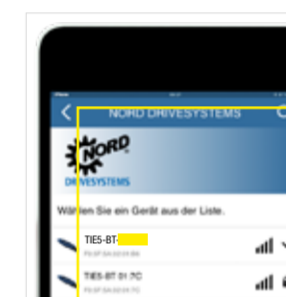 NORD DRIVESYSTEMS
NORD
DRIVESYSTEMS
Wählen Sie ein Gerät aus der Liste.
TIE5-BT-
TIE5-BT 01 7C